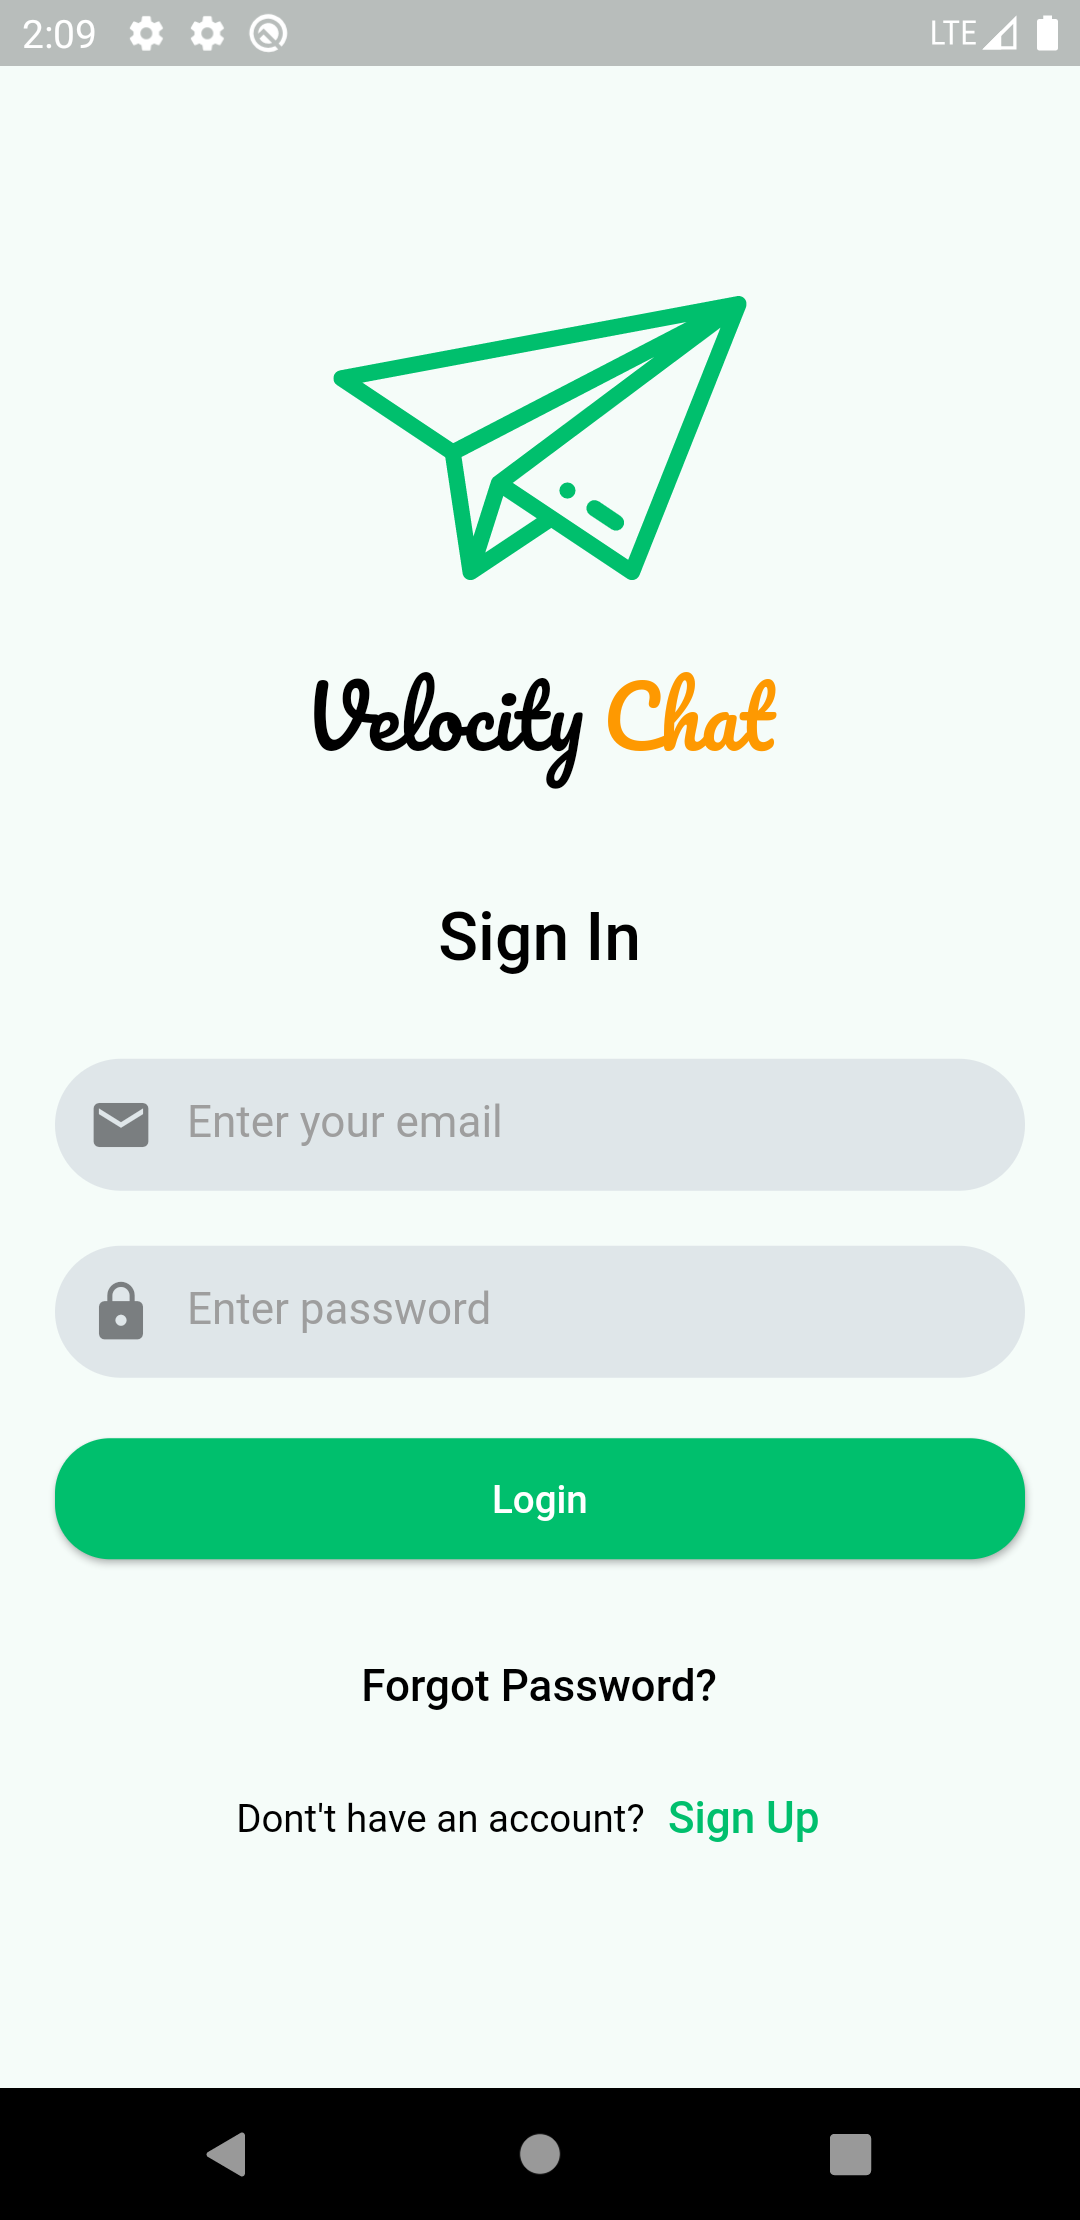 2:09 LTE
Velocity Chat
Sign In
Enter your email
Enter password
Login
Forgot Password?
Dont't have an account? Sign Up